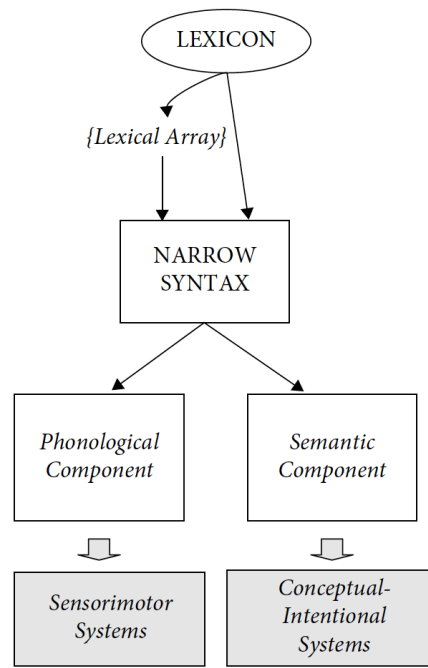 LEXICON
{Lexical Array}
NARROW
SYNTAX
Phonological
Component
Semantic
Component
Sensorimotor
Systems
Conceptual-
Intentional
Systems